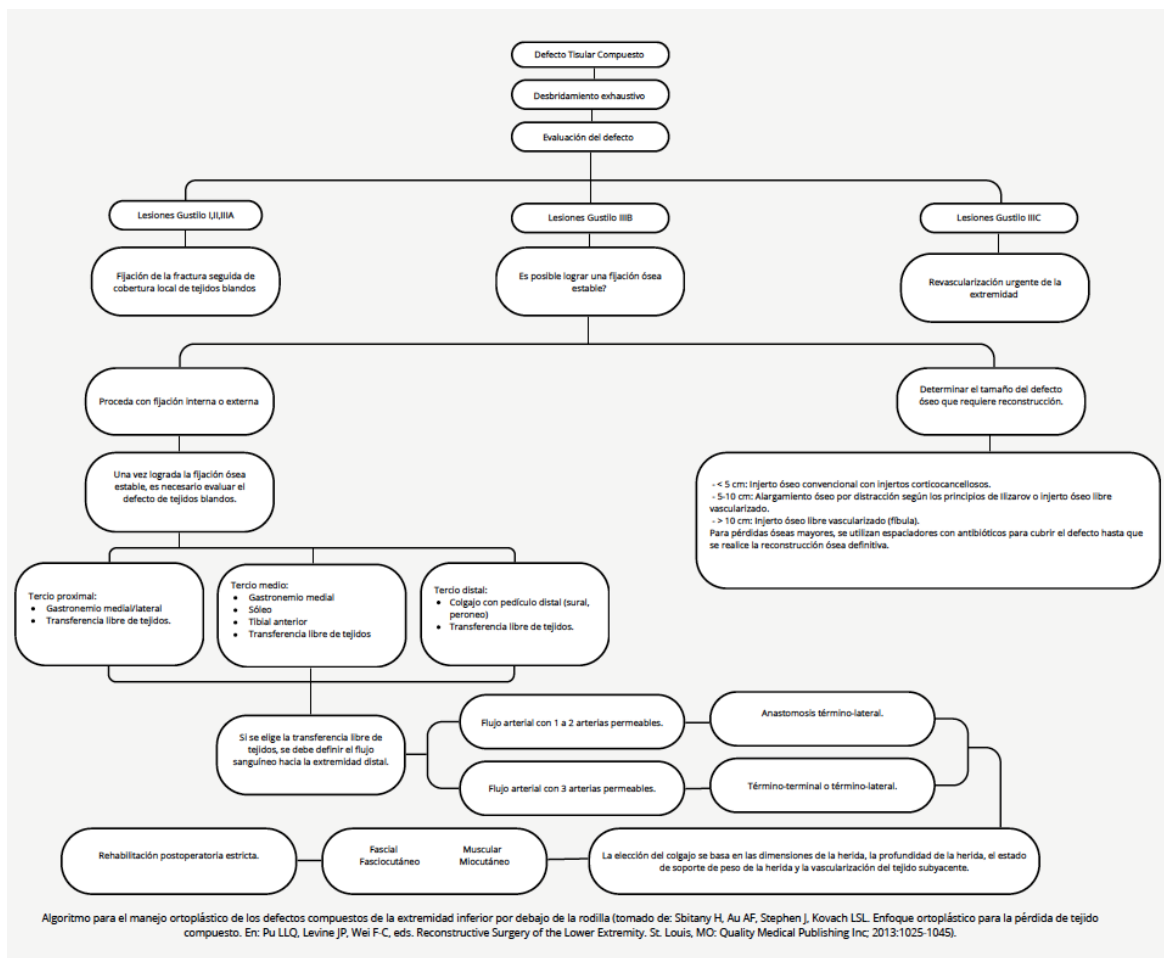 Defecto Tisular Compuesto
Desbridamiento exhaustivo
Evaluación del defecto
Lesiones Gustilo I,II,IIIA
Lesiones Gustilo IIIB
Lesiones Gustilo IIIC
Fijación de la fractura seguida de
cobertura local de tejidos blandos
Es posible lograr una fijación ósea
estable?
Revascularización urgente de la
extremidad
Proceda con fijación interna o externa
Determinar el tamaño del defecto
óseo que requiere reconstrucción.
Una vez lograda la fijación ósea
estable, es necesario evaluar el
defecto de tejidos blandos.
- < 5 cm: Injerto óseo convencional con injertos corticocancellosos.
- 5-10 cm: Alargamiento óseo por distracción según los principios de Ilizarov o injerto óseo libre
vascularizado.
- > 10 cm: Injerto óseo libre vascularizado (fíbula).
Para pérdidas óseas mayores, se utilizan espaciadores con antibióticos para cubrir el defecto hasta que
se realice la reconstrucción ósea definitiva.
Tercio proximal:
• Gastronemio medial/lateral
• Transferencia libre de tejidos.
Tercio medio:
• Gastronemio medial
• Sóleo
• Tibial anterior
• Transferencia libre de tejidos
Tercio distal:
• Colgajo con pedículo distal (sural,
peroneo)
• Transferencia libre de tejidos.
Si se elige la transferencia libre de
tejidos, se debe definir el flujo
sanguíneo hacia la extremidad distal.
Flujo arterial con 1 a 2 arterias permeables.
Anastomosis término-lateral.
Flujo arterial con 3 arterias permeables.
Término-terminal o término-lateral.
Rehabilitación postoperatoria estricta.
Fascial Muscular
Fasciocutáneo Miocutáneo
La elección del colgajo se basa en las dimensiones de la herida, la profundidad de la herida, el estado
de soporte de peso de la herida y la vascularización del tejido subyacente.
Algoritmo para el manejo ortoplástico de los defectos compuestos de la extremidad inferior por debajo de la rodilla (tomado de: Sbitany H, Au AF, Stephen J, Kovach LSL. Enfoque ortoplástico para la pérdida de tejido
compuesto. En: Pu LLQ, Levine JP, Wei F-C, eds. Reconstructive Surgery of the Lower Extremity. St. Louis, MO: Quality Medical Publishing Inc; 2013:1025-1045).